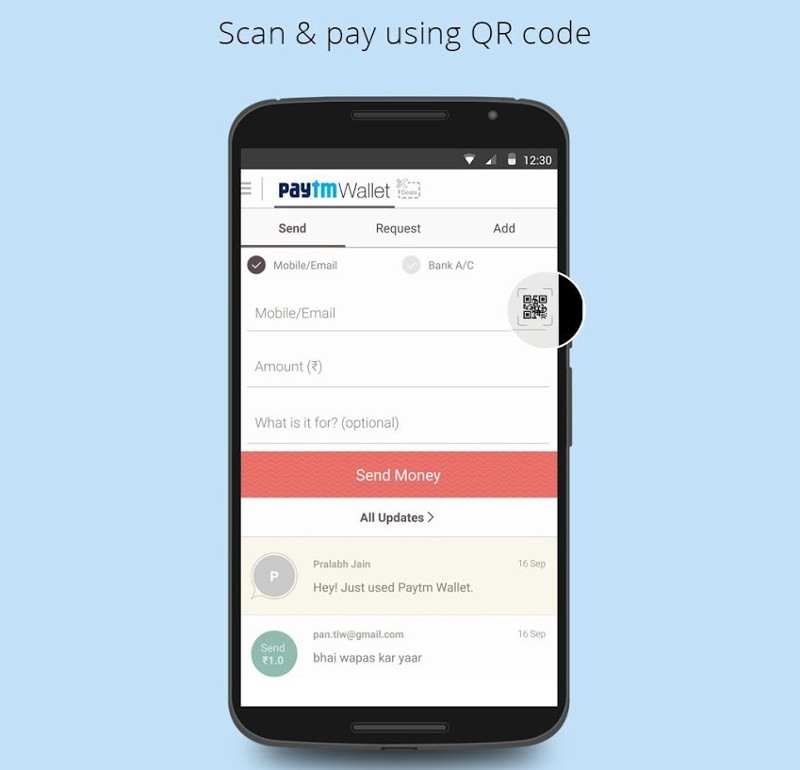 Scan & pay using QR code
12:30
paytm Wallet
Deals
Send Request Add
Mobile/Email Bank A/C
Mobile/Email
Amount (₹)
What is it for? (optional)
Send Money
All Updates >
P
Pralabh Jain 16 Sep
Hey! Just used Paytm Wallet.
Send
₹1.0
pan.tiw@gmail.com 16 Sep
bhai wapas kar yaar